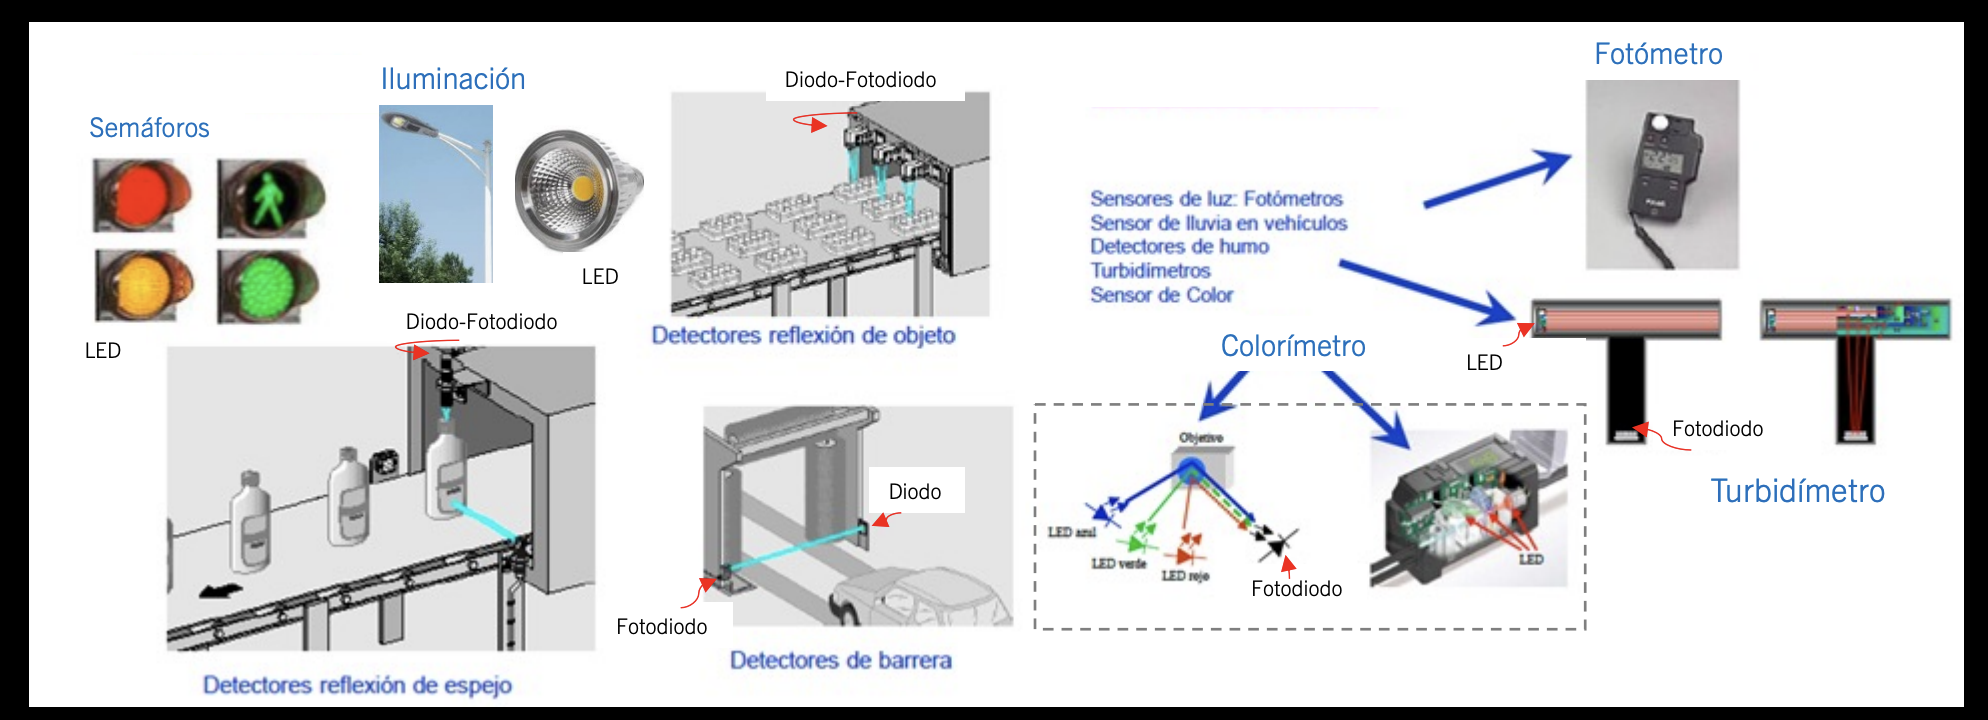 Semáforos
LED
Iluminación
LED
Diodo-Fotodiodo
Detectores reflexión de objeto
Diodo-Fotodiodo
Detectores reflexión de espejo
Diodo
Fotodiodo
Detectores de barrera
Sensores de luz: Fotómetros
Sensor de lluvia en vehículos
Detectores de humo
Turbidímetros
Sensor de Color
Fotómetro
Colorímetro
Objetivo
LED azul
LED verde
LED rojo
Fotodiodo
LED
LED
Fotodiodo
Turbidímetro